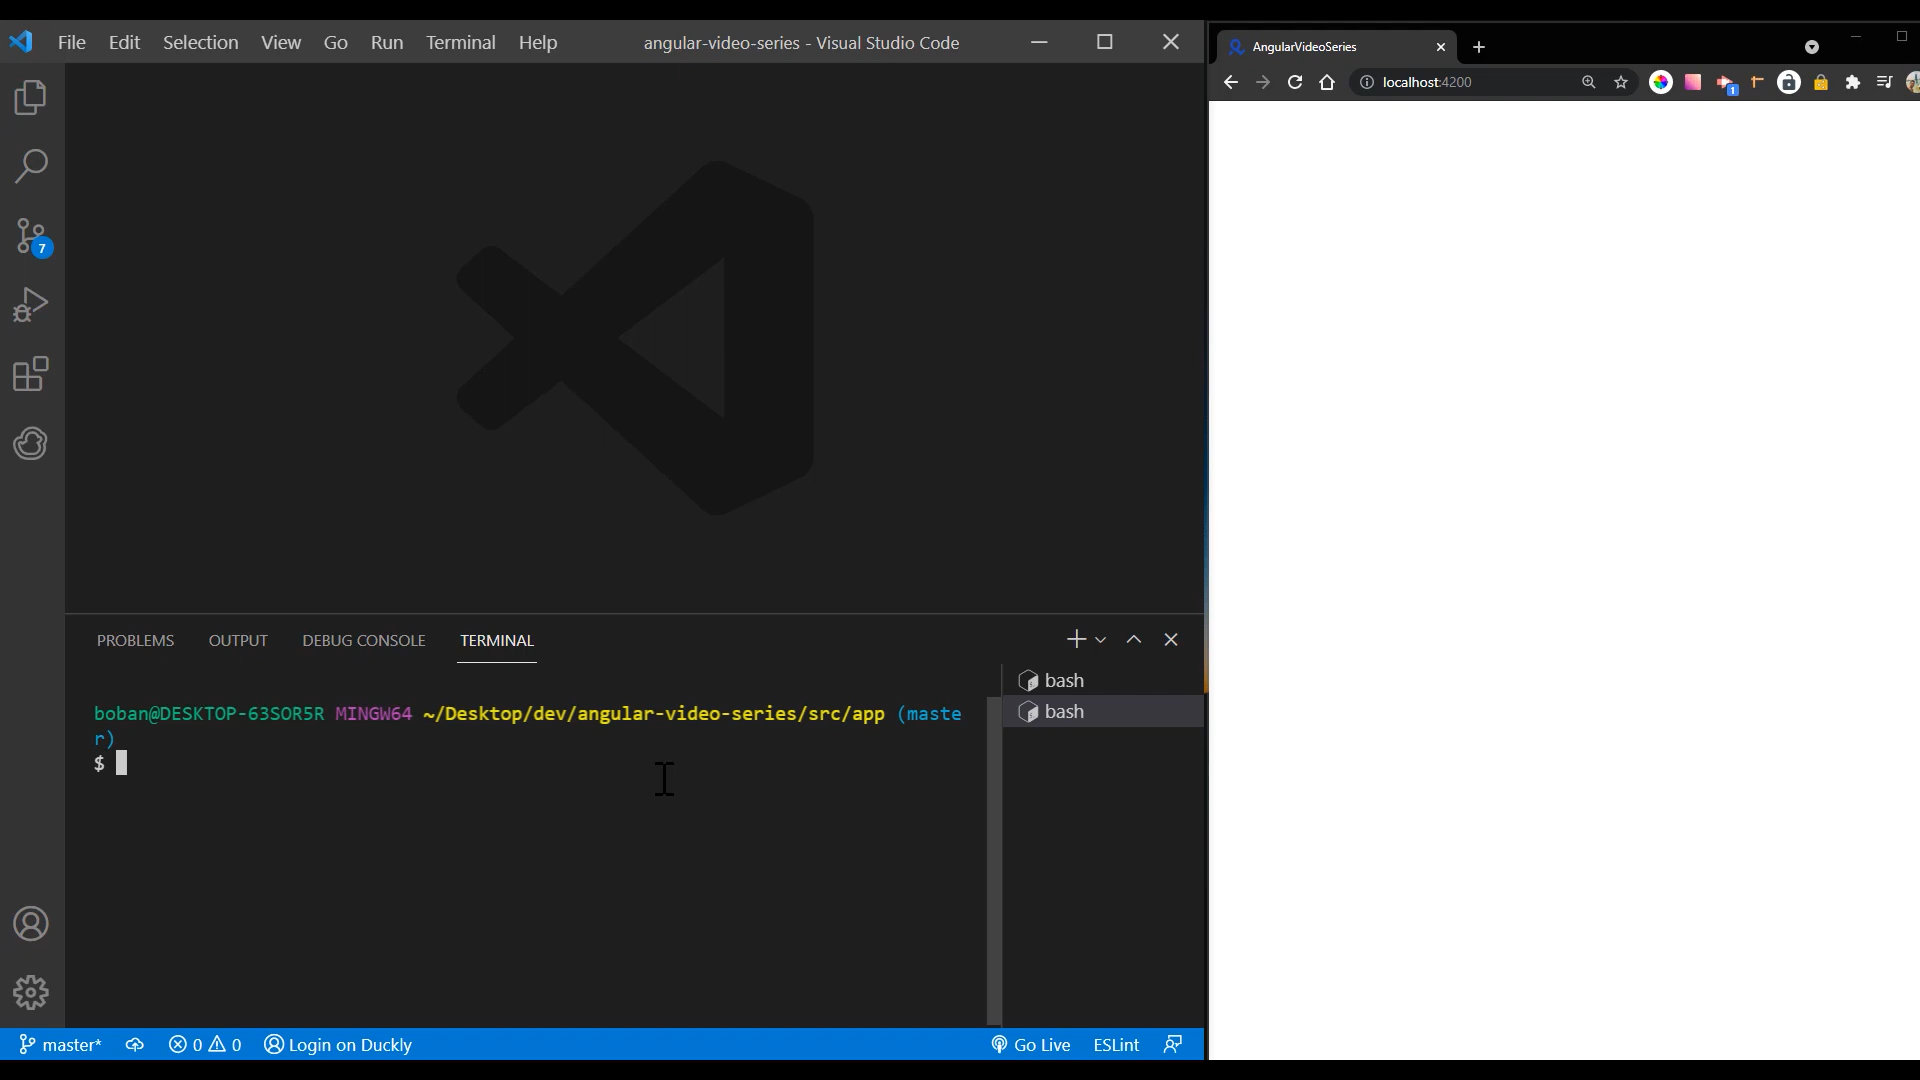 File Edit Selection View Go Run Terminal Help angular-video-series - Visual Studio Code
AngularVideoSeries
localhost:4200
7
1
PROBLEMS OUTPUT DEBUG CONSOLE TERMINAL
bash
bash
boban@DESKTOP-63SOR5R MINGW64 ~/Desktop/dev/angular-video-series/src/app (maste
r)
$
master* 0 0 Login on Duckly Go Live ESLint